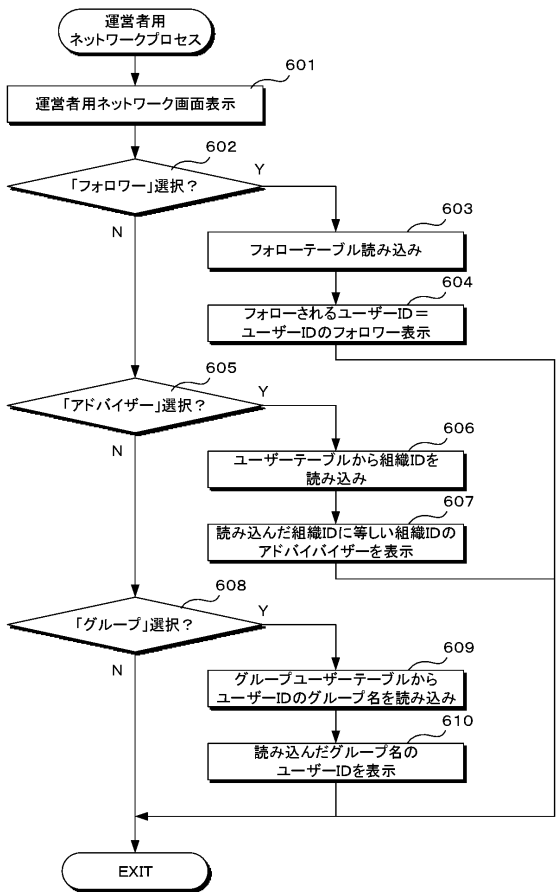 運営者用
ネットワークプロセス
601
運営者用ネットワーク画面表示
602
「フォロワー」選択？
Y
N
603
フォローテーブル読み込み
604
フォローされるユーザーID＝
ユーザーIDのフォロワー表示
605
「アドバイザー」選択？
Y
N
606
ユーザーテーブルから組織IDを
読み込み
607
読み込んだ組織IDに等しい組織IDの
アドバイバイザーを表示
608
「グループ」選択？
Y
N
609
グループユーザーテーブルから
ユーザーIDのグループ名を読み込み
610
読み込んだグループ名の
ユーザーIDを表示
EXIT